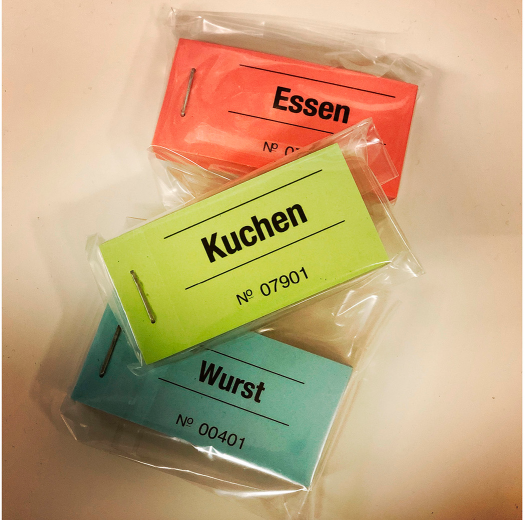 Essen
Kuchen
Nº 07901
Wurst
Nº 00401